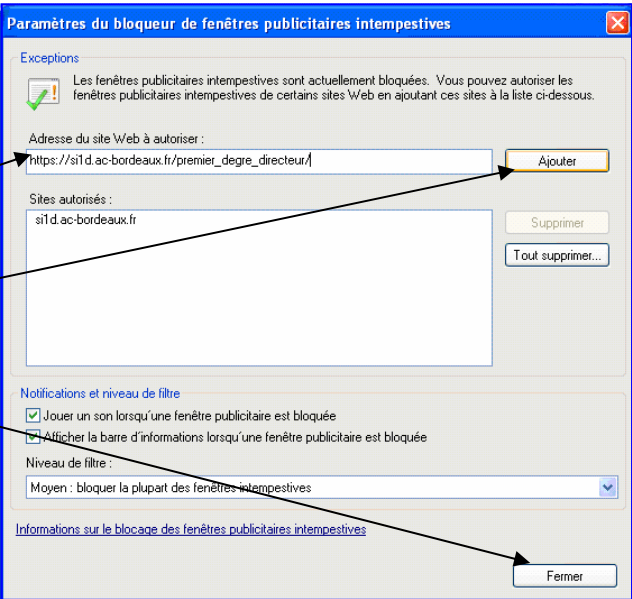 Paramètres du bloqueur de fenêtres publicitaires intempestives
Exceptions
Les fenêtres publicitaires intempestives sont actuellement bloquées. Vous pouvez autoriser les
fenêtres publicitaires intempestives de certains sites Web en ajoutant ces sites à la liste ci-dessous.
Adresse du site Web à autoriser :
https://si1d.ac-bordeaux.fr/premier_degre_directeur/
Ajouter
Sites autorisés :
si1d.ac-bordeaux.fr
Supprimer
Tout supprimer...
Notifications et niveau de filtre
Jouer un son lorsqu'une fenêtre publicitaire est bloquée
Afficher la barre d'informations lorsqu'une fenêtre publicitaire est bloquée
Niveau de filtre :
Moyen : bloquer la plupart des fenêtres intempestives
Informations sur le blocage des fenêtres publicitaires intempestives
Fermer